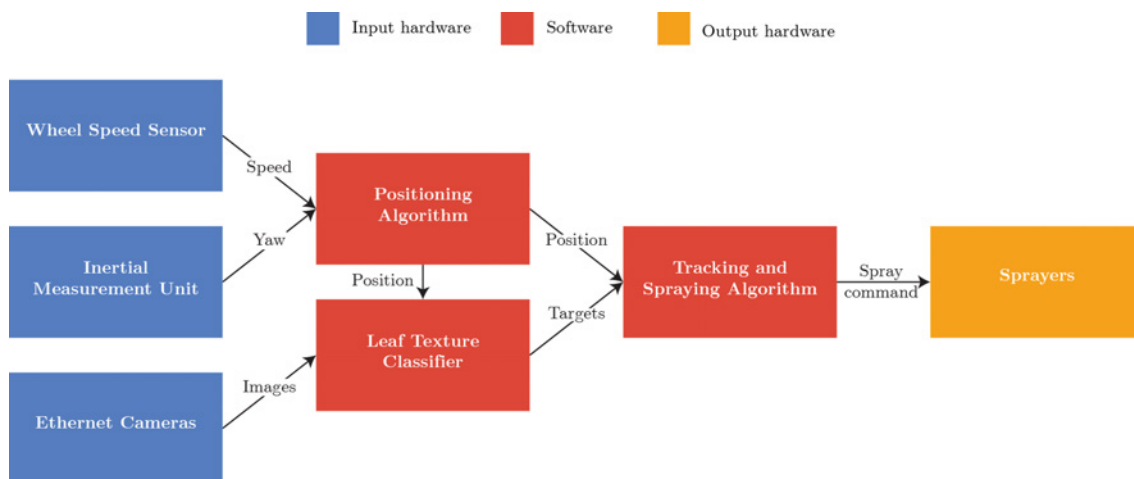 Input hardware
Software
Output hardware
Wheel Speed Sensor
Speed
Positioning
Algorithm
Inertial
Measurement Unit
Yaw
Position
Position
Tracking and
Spraying Algorithm
Spray
command
Sprayers
Leaf Texture
Classifier
Targets
Ethernet Cameras
Images